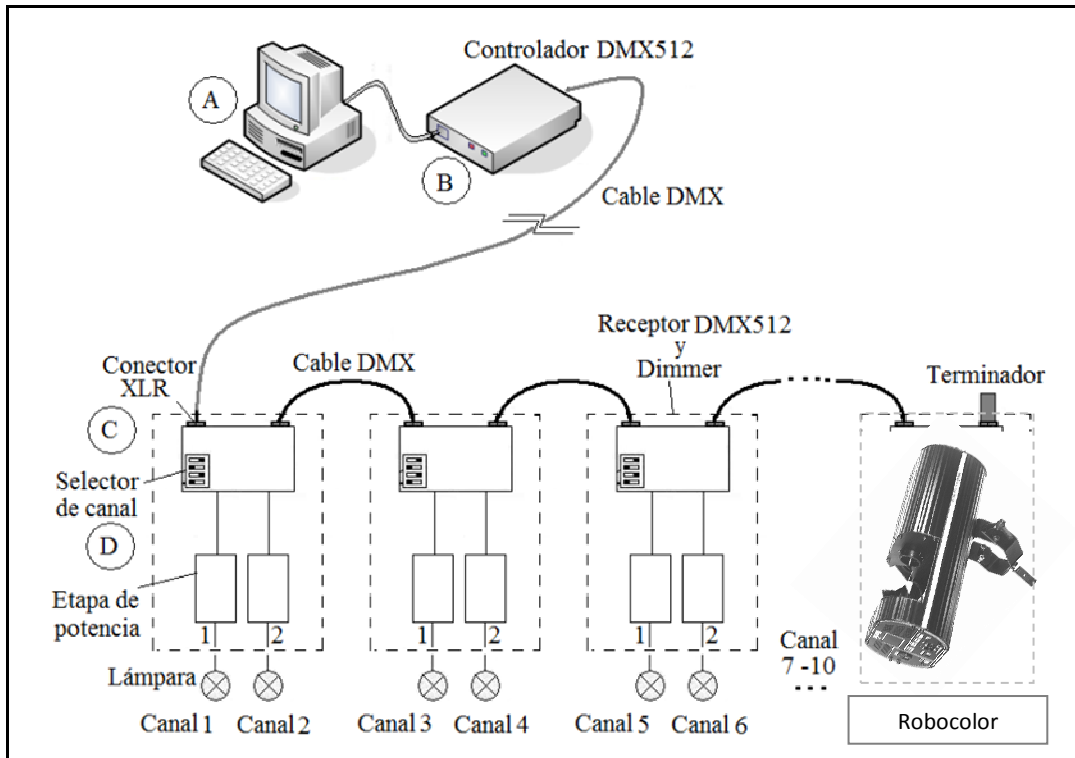 Controlador DMX512
A
B
Cable DMX
Receptor DMX512
y
Dimmer
Conector
XLR
Cable DMX
Terminador
C
Selector
de canal
D
Etapa de
potencia
1
2
1
2
1
2
Canal
7 -10
Lámpara
Canal 1
Canal 2
Canal 3
Canal 4
Canal 5
Canal 6
Robocolor